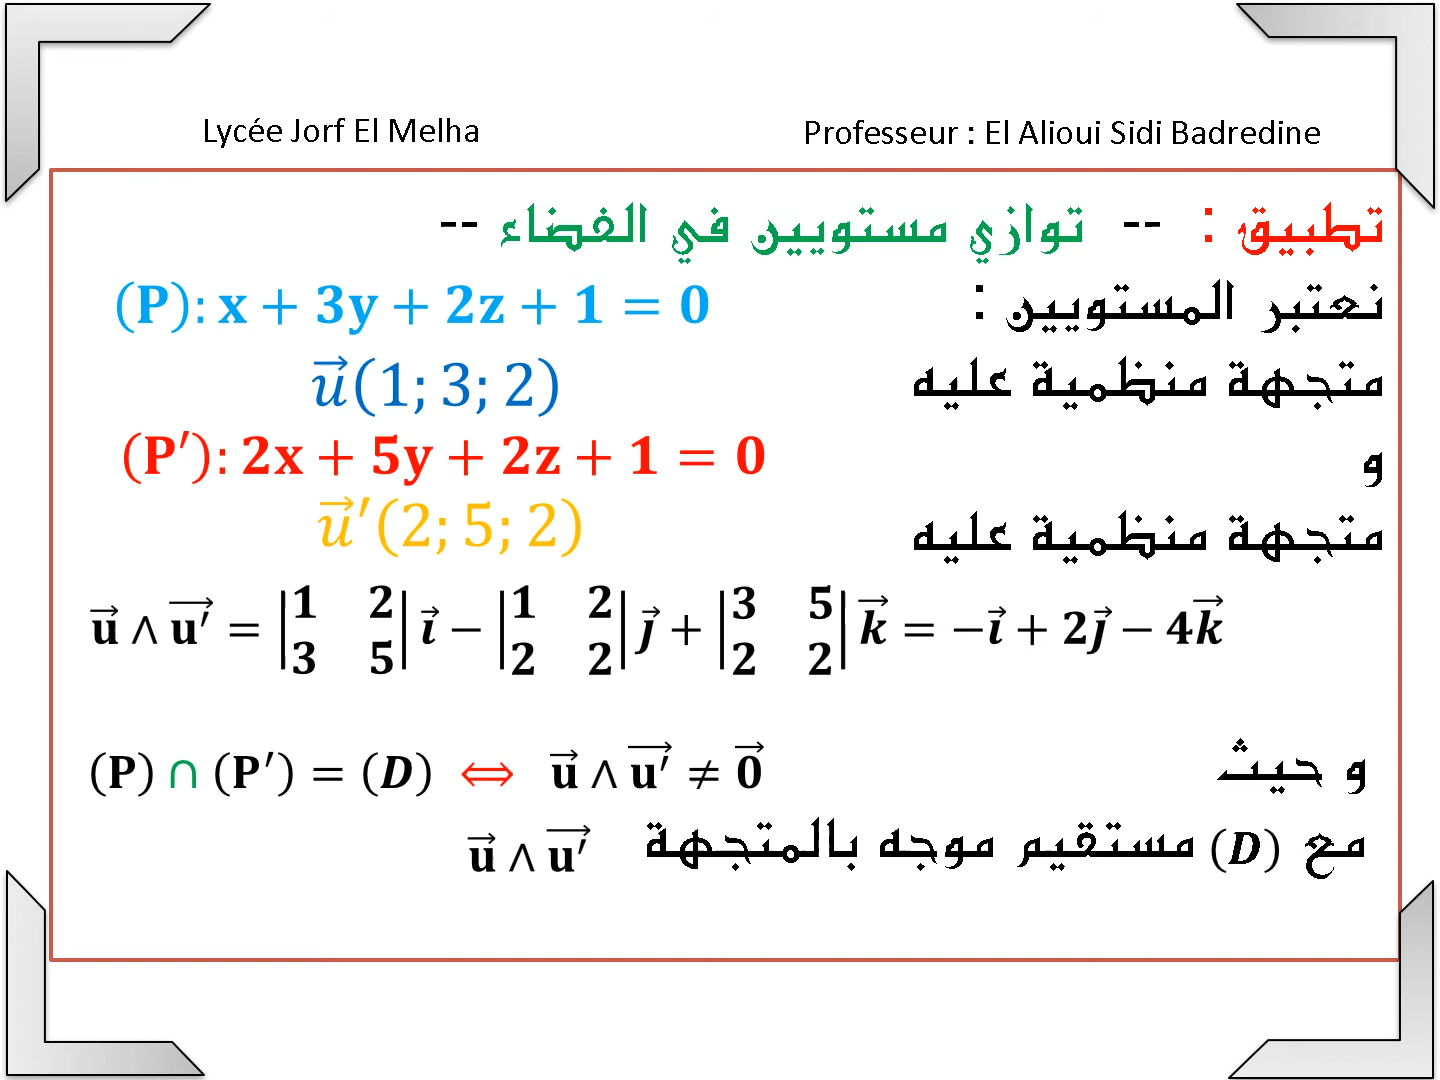 Lycée Jorf El Melha Professeur : El Alioui Sidi Badredine
تطبيق : -- توازي مستويين في الفضاء --
نعتبر المستويين : (P): x + 3y + 2z + 1 = 0
متجهة منظمية عليه u⃗(1; 3; 2)
و (P′): 2x + 5y + 2z + 1 = 0
متجهة منظمية عليه u⃗′(2; 5; 2)
u⃗ ∧ u′⃗ = |1 2; 3 5| i⃗ − |1 2; 2 2| j⃗ + |3 5; 2 2| k⃗ = −i⃗ + 2j⃗ − 4k⃗
و حيث (P) ∩ (P′) = (D) ⟺ u⃗ ∧ u′⃗ ≠ 0⃗
مع (D) مستقيم موجه بالمتجهة u⃗ ∧ u′⃗